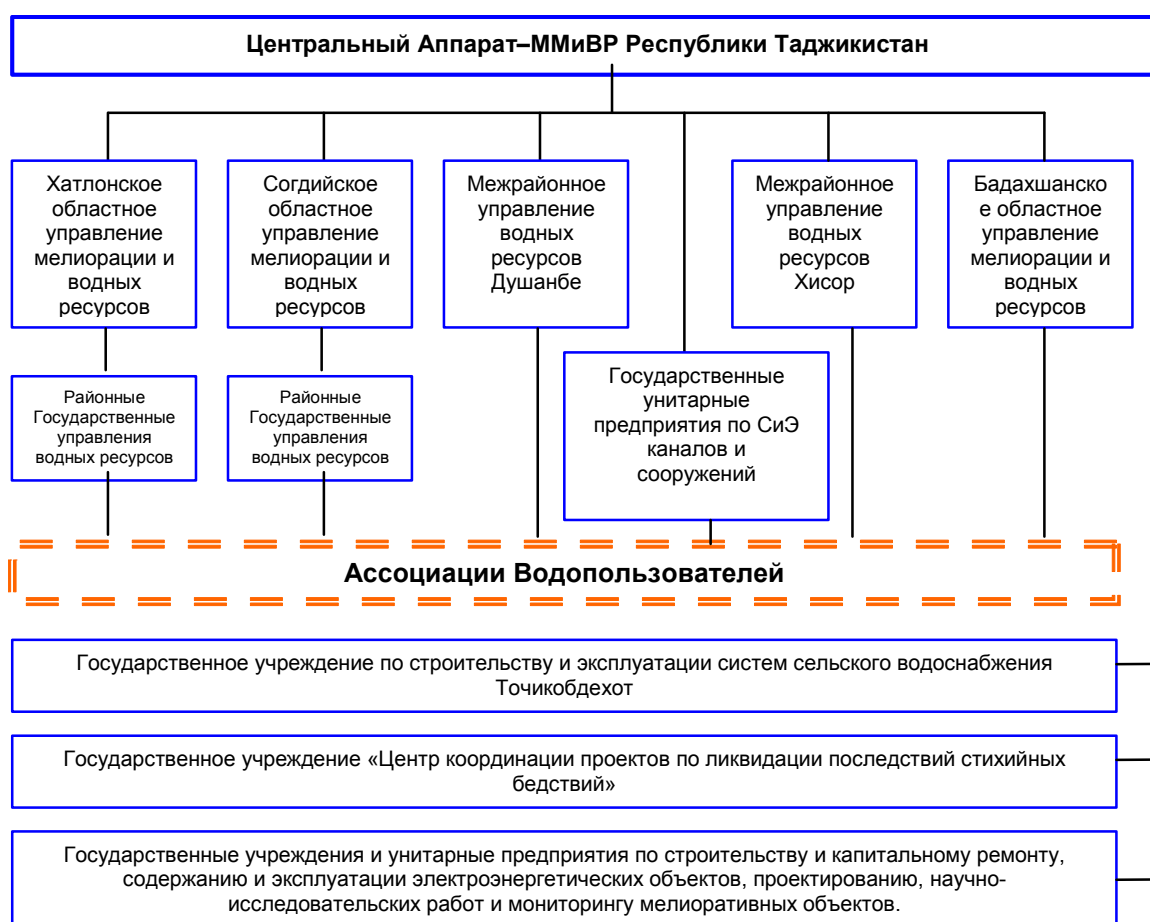 Центральный Аппарат–ММиВР Республики Таджикистан
Хатлонское
областное
управление
мелиорации и
водных
ресурсов
Согдийское
областное
управление
мелиорации и
водных
ресурсов
Межрайонное
управление
водных
ресурсов
Душанбе
Межрайонное
управление
водных
ресурсов
Хисор
Бадахшанско
е областное
управление
мелиорации и
водных
ресурсов
Районные
Государственные
управления
водных ресурсов
Районные
Государственные
управления
водных ресурсов
Государственные
унитарные
предприятия по СиЭ
каналов и
сооружений
Ассоциации Водопользователей
Государственное учреждение по строительству и эксплуатации систем сельского водоснабжения
Точикобдехот
Государственное учреждение «Центр координации проектов по ликвидации последствий стихийных
бедствий»
Государственные учреждения и унитарные предприятия по строительству и капитальному ремонту,
содержанию и эксплуатации электроэнергетических объектов, проектированию, научно-
исследовательских работ и мониторингу мелиоративных объектов.